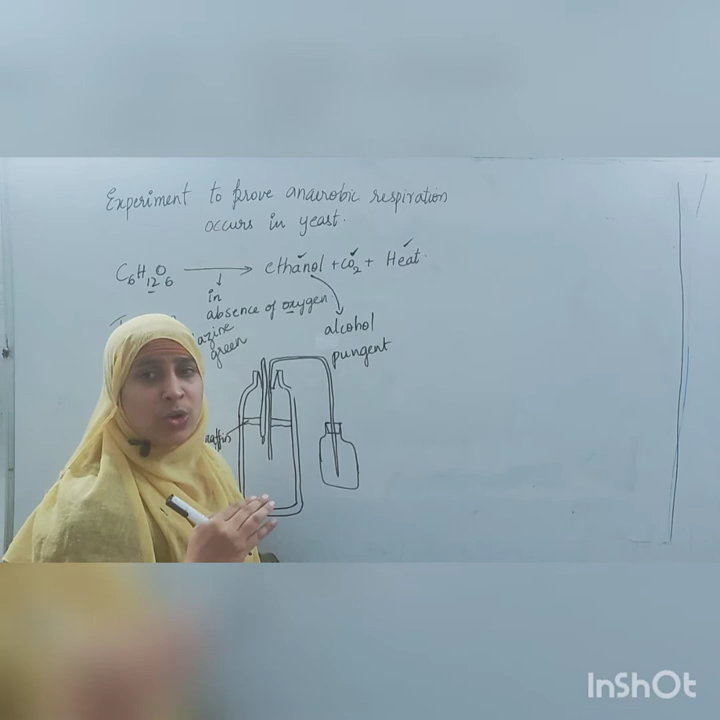 Experiment to prove anaerobic respiration
occurs in yeast.
C₆H₁₂O₆ → ethanol + CO₂ + Heat.
in
absence of oxygen
green
alcohol
pungent
InShOt